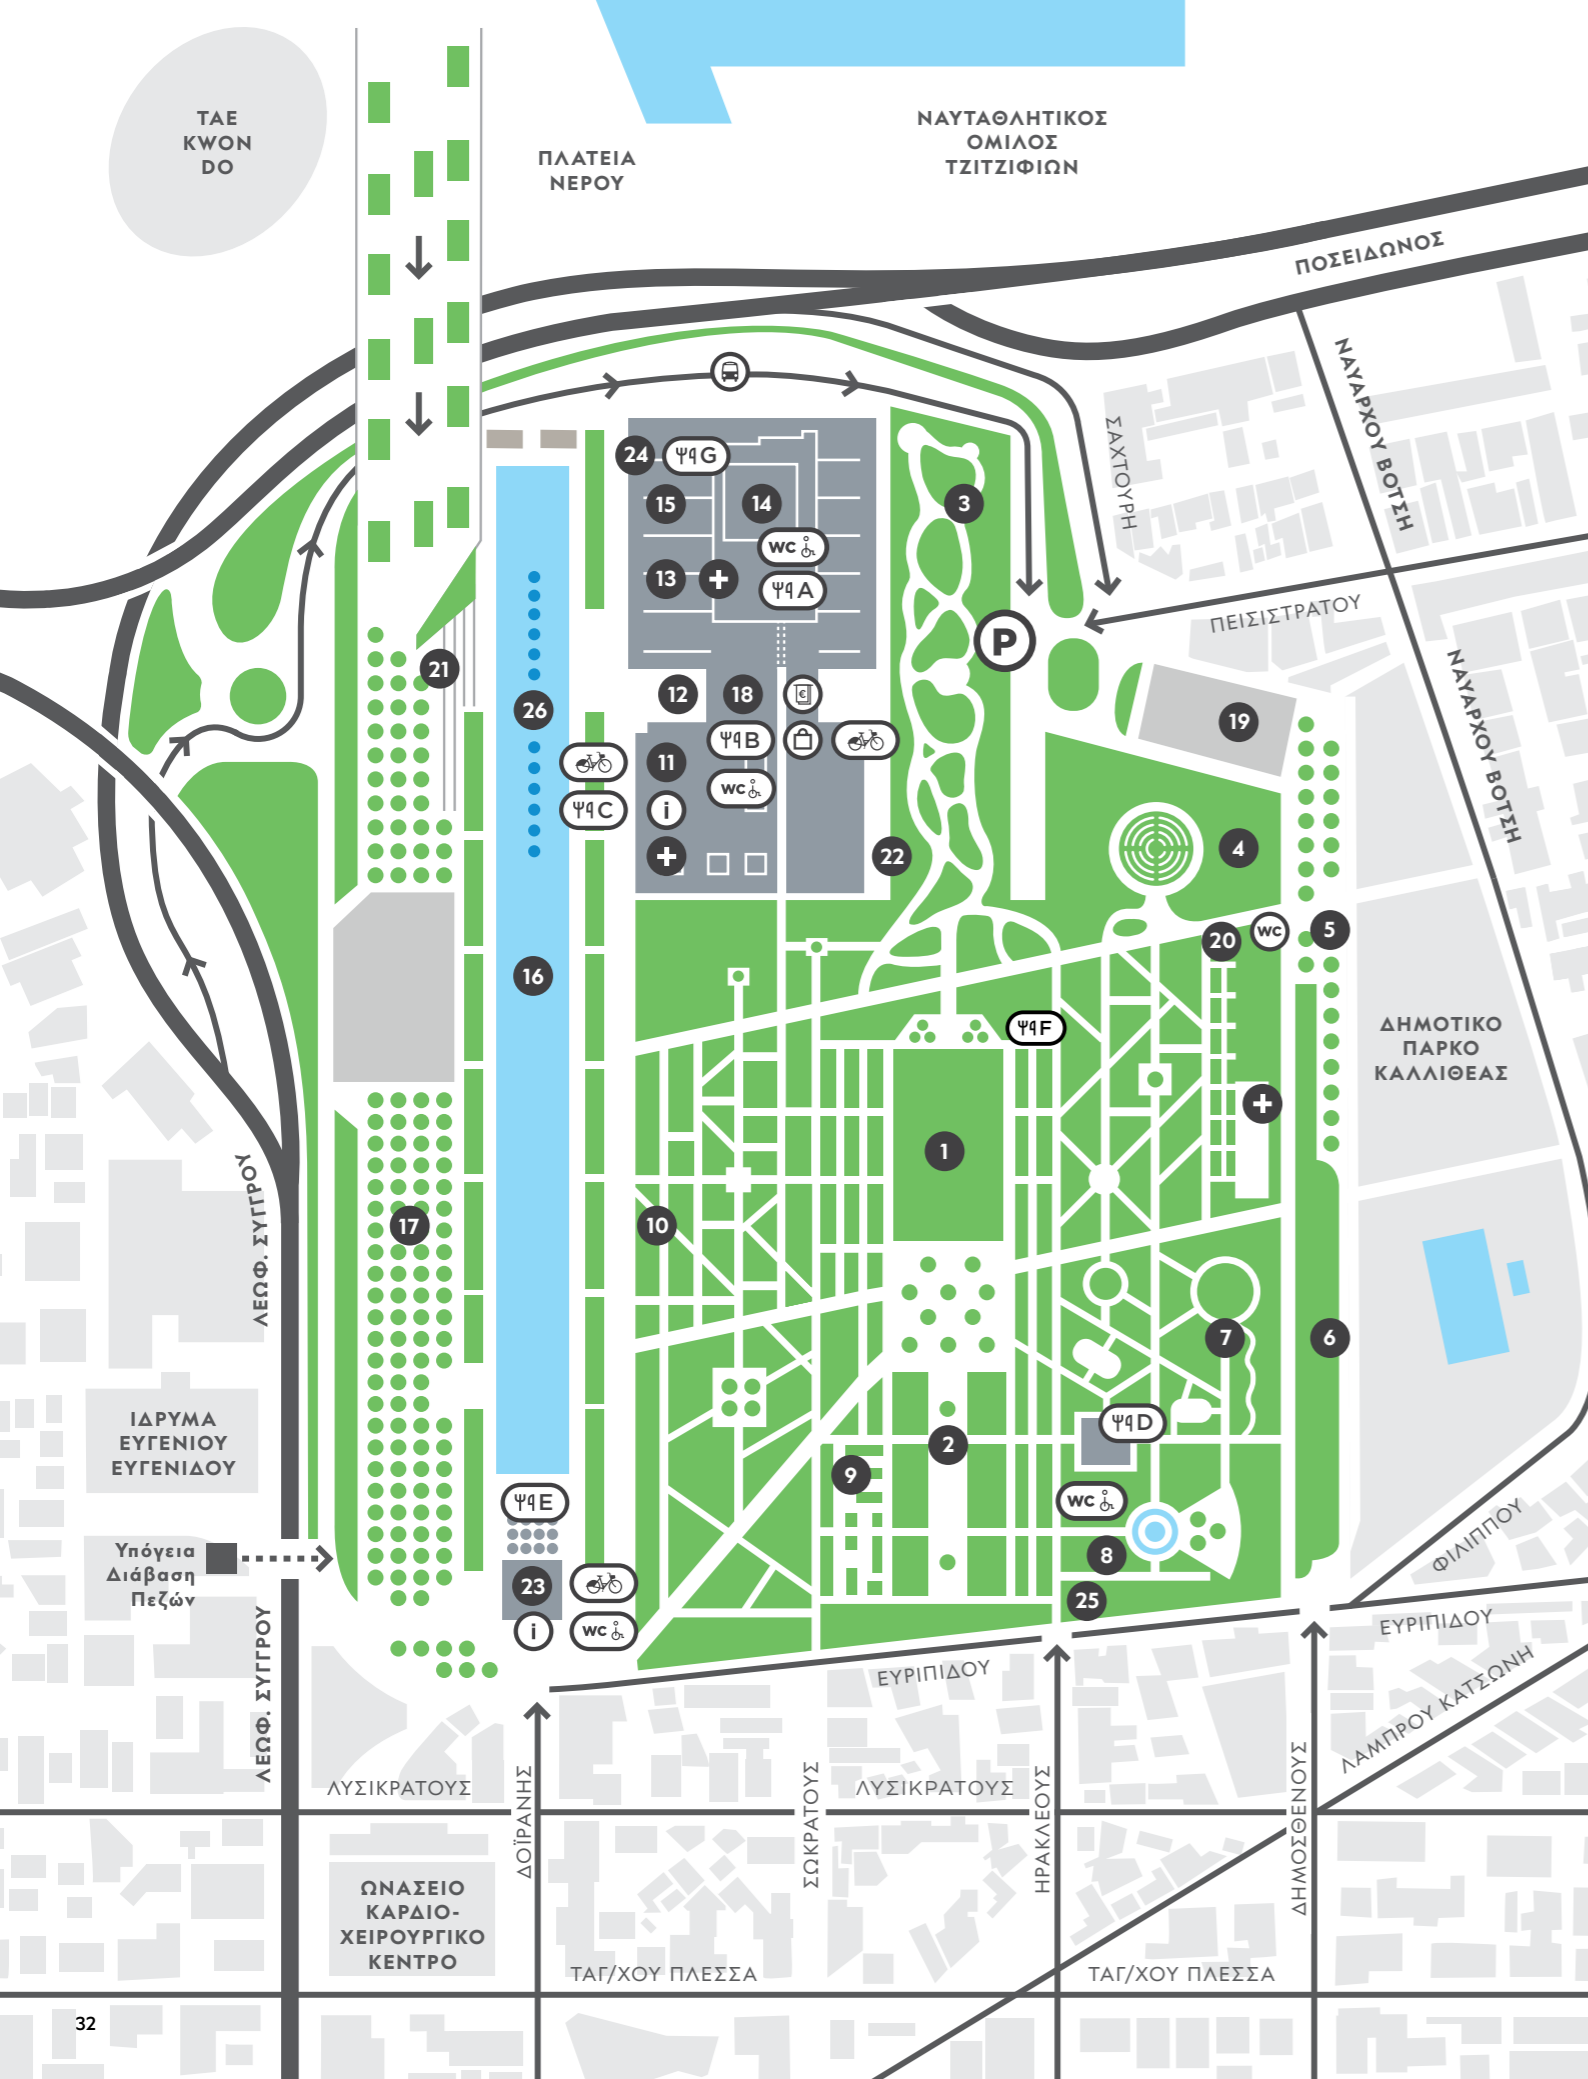 TAE
KWON
DO
ΠΛΑΤΕΙΑ
ΝΕΡΟΥ
ΝΑΥΤΑΘΛΗΤΙΚΟΣ
ΟΜΙΛΟΣ
ΤΖΙΤΖΙΦΙΩΝ
ΠΟΣΕΙΔΩΝΟΣ
ΝΑΥΑΡΧΟΥ ΒΟΤΣΗ
ΣΑΧΤΟΥΡΗ
24
G
15
14
3
WC
13
A
ΠΕΙΣΙΣΤΡΑΤΟΥ
P
21
12
18
€
26
19
ΝΑΥΑΡΧΟΥ ΒΟΤΣΗ
B
11
C
i
WC
22
4
20
WC
5
16
F
ΔΗΜΟΤΙΚΟ
ΠΑΡΚΟ
ΚΑΛΛΙΘΕΑΣ
1
ΛΕΩΦ. ΣΥΓΓΡΟΥ
17
10
7
6
ΙΔΡΥΜΑ
ΕΥΓΕΝΙΟΥ
ΕΥΓΕΝΙΔΟΥ
D
2
9
E
WC
8
Υπόγεια
Διάβαση
Πεζών
23
25
i
WC
ΦΙΛΙΠΠΟΥ
ΕΥΡΙΠΙΔΟΥ
ΕΥΡΙΠΙΔΟΥ
ΛΑΜΠΡΟΥ ΚΑΤΣΩΝΗ
ΛΕΩΦ. ΣΥΓΓΡΟΥ
ΛΥΣΙΚΡΑΤΟΥΣ
ΔΟΪΡΑΝΗΣ
ΣΩΚΡΑΤΟΥΣ
ΛΥΣΙΚΡΑΤΟΥΣ
ΗΡΑΚΛΕΟΥΣ
ΔΗΜΟΣΘΕΝΟΥΣ
ΩΝΑΣΕΙΟ
ΚΑΡΔΙΟ-
ΧΕΙΡΟΥΡΓΙΚΟ
ΚΕΝΤΡΟ
ΤΑΓ/ΧΟΥ ΠΛΕΣΣΑ
ΤΑΓ/ΧΟΥ ΠΛΕΣΣΑ
32